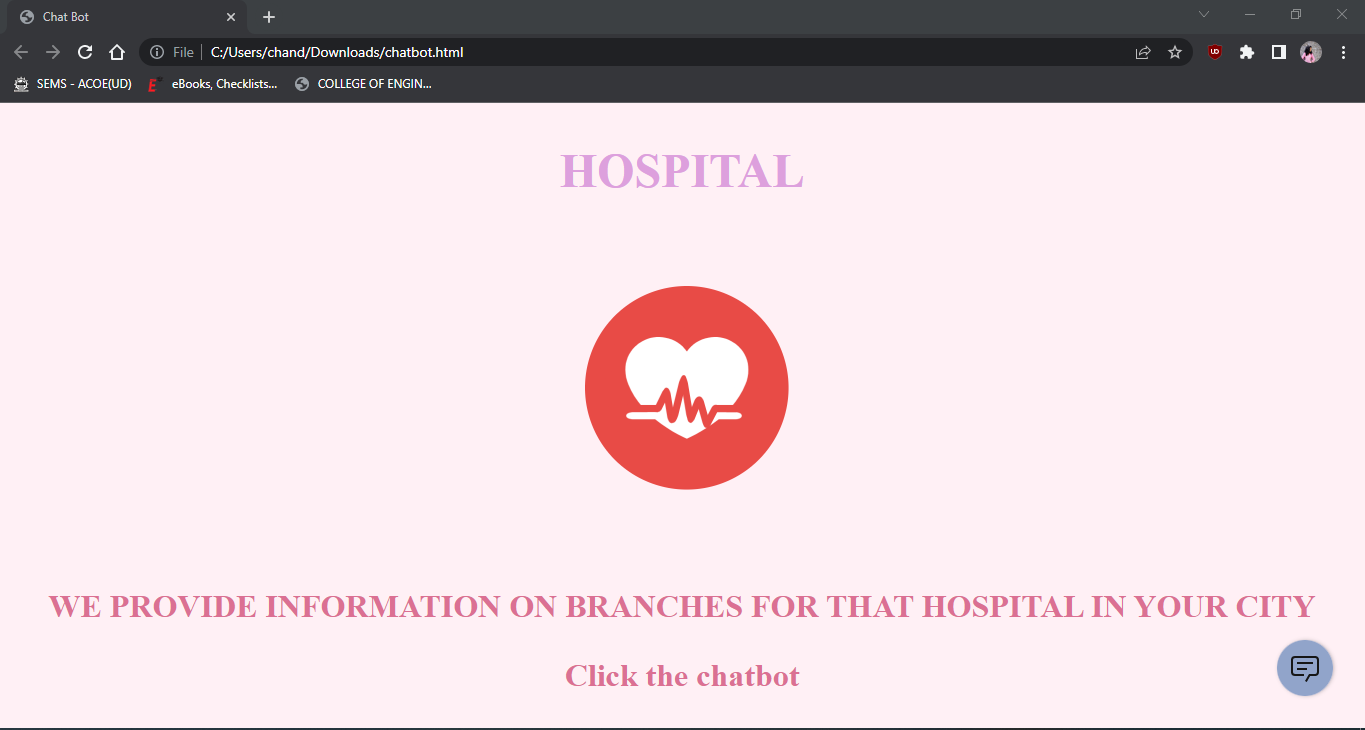 Chat Bot
File C:/Users/chand/Downloads/chatbot.html
UD
SEMS - ACOE(UD) E eBooks, Checklists... COLLEGE OF ENGIN...
HOSPITAL
WE PROVIDE INFORMATION ON BRANCHES FOR THAT HOSPITAL IN YOUR CITY
Click the chatbot